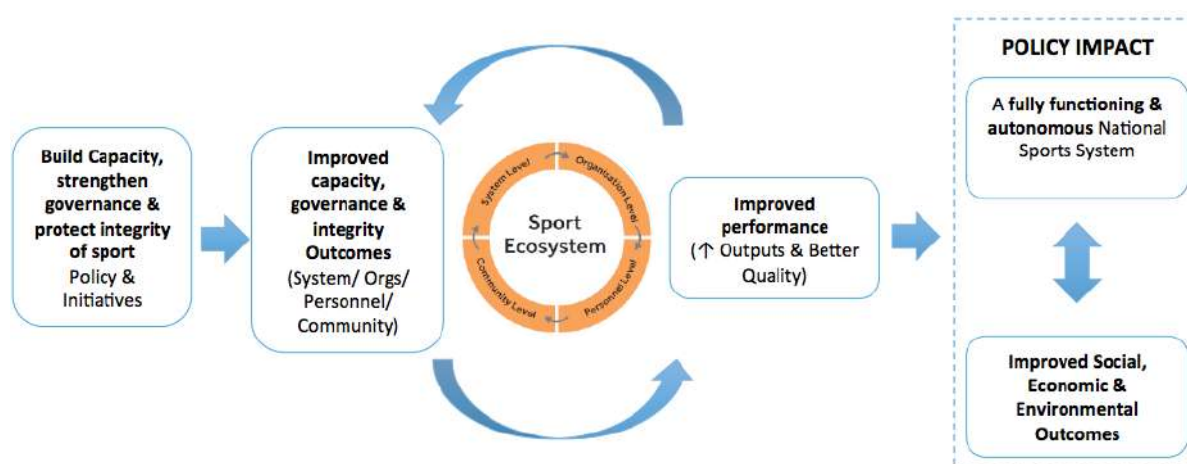 Build Capacity,
strengthen
governance &
protect integrity
of sport
Policy &
Initiatives
Improved
capacity,
governance &
integrity
Outcomes
(System/ Orgs/
Personnel/
Community)
System Level
Organisation Level
Personnel Level
Community Level
Sport
Ecosystem
Improved
performance
(↑ Outputs & Better
Quality)
POLICY IMPACT
A fully functioning &
autonomous National
Sports System
Improved Social,
Economic &
Environmental
Outcomes